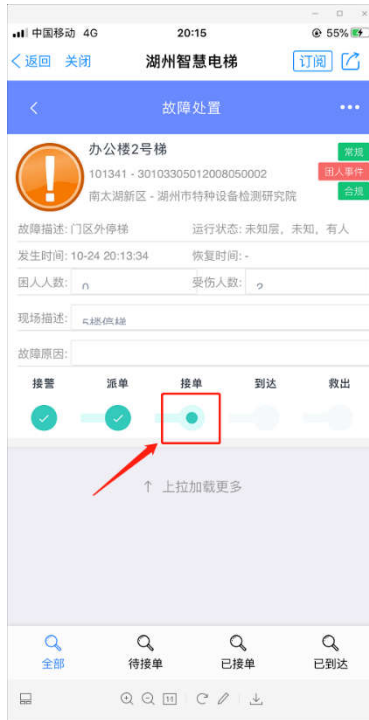 中国移动 4G 20:15 55%
返回 关闭 湖州智慧电梯 订阅
故障处置
办公楼2号梯 常规
101341 - 30103305012008050002 困人事件
南太湖新区 - 湖州市特种设备检测研究院 合规
故障描述: 门区外停梯 运行状态: 未知层, 未知, 有人
发生时间: 10-24 20:13:34 恢复时间: -
困人人数: 受伤人数:
现场描述: 5楼停梯
故障原因:
接警 派单 接单 到达 救出
↑ 上拉加载更多
全部 待接单 已接单 已到达
1:1